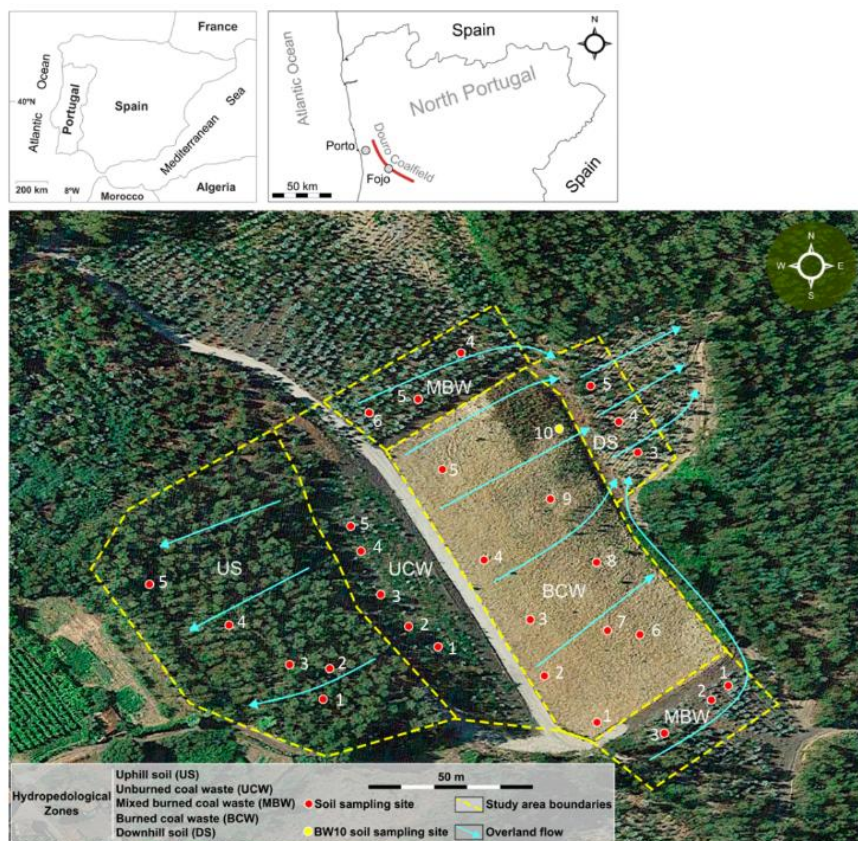 France
Atlantic Ocean
Portugal
Spain
Mediterranean Sea
40ºN
200 km
8ºW
Morocco
Algeria
Spain
N
Atlantic Ocean
North Portugal
Porto
Douro Coalfield
Fojo
Spain
50 km
N
W E
S
4
MBW
5
6
5
4
DS
3
10
5
9
5
4
UCW
3
2
1
4
8
BCW
3
7
6
2
1
US
5
4
3
2
1
1
2
MBW
3
Hydropedological
Zones
Uphill soil (US)
Unburned coal waste (UCW)
Mixed burned coal waste (MBW)
Burned coal waste (BCW)
Downhill soil (DS)
50 m
Soil sampling site
BW10 soil sampling site
Study area boundaries
Overland flow